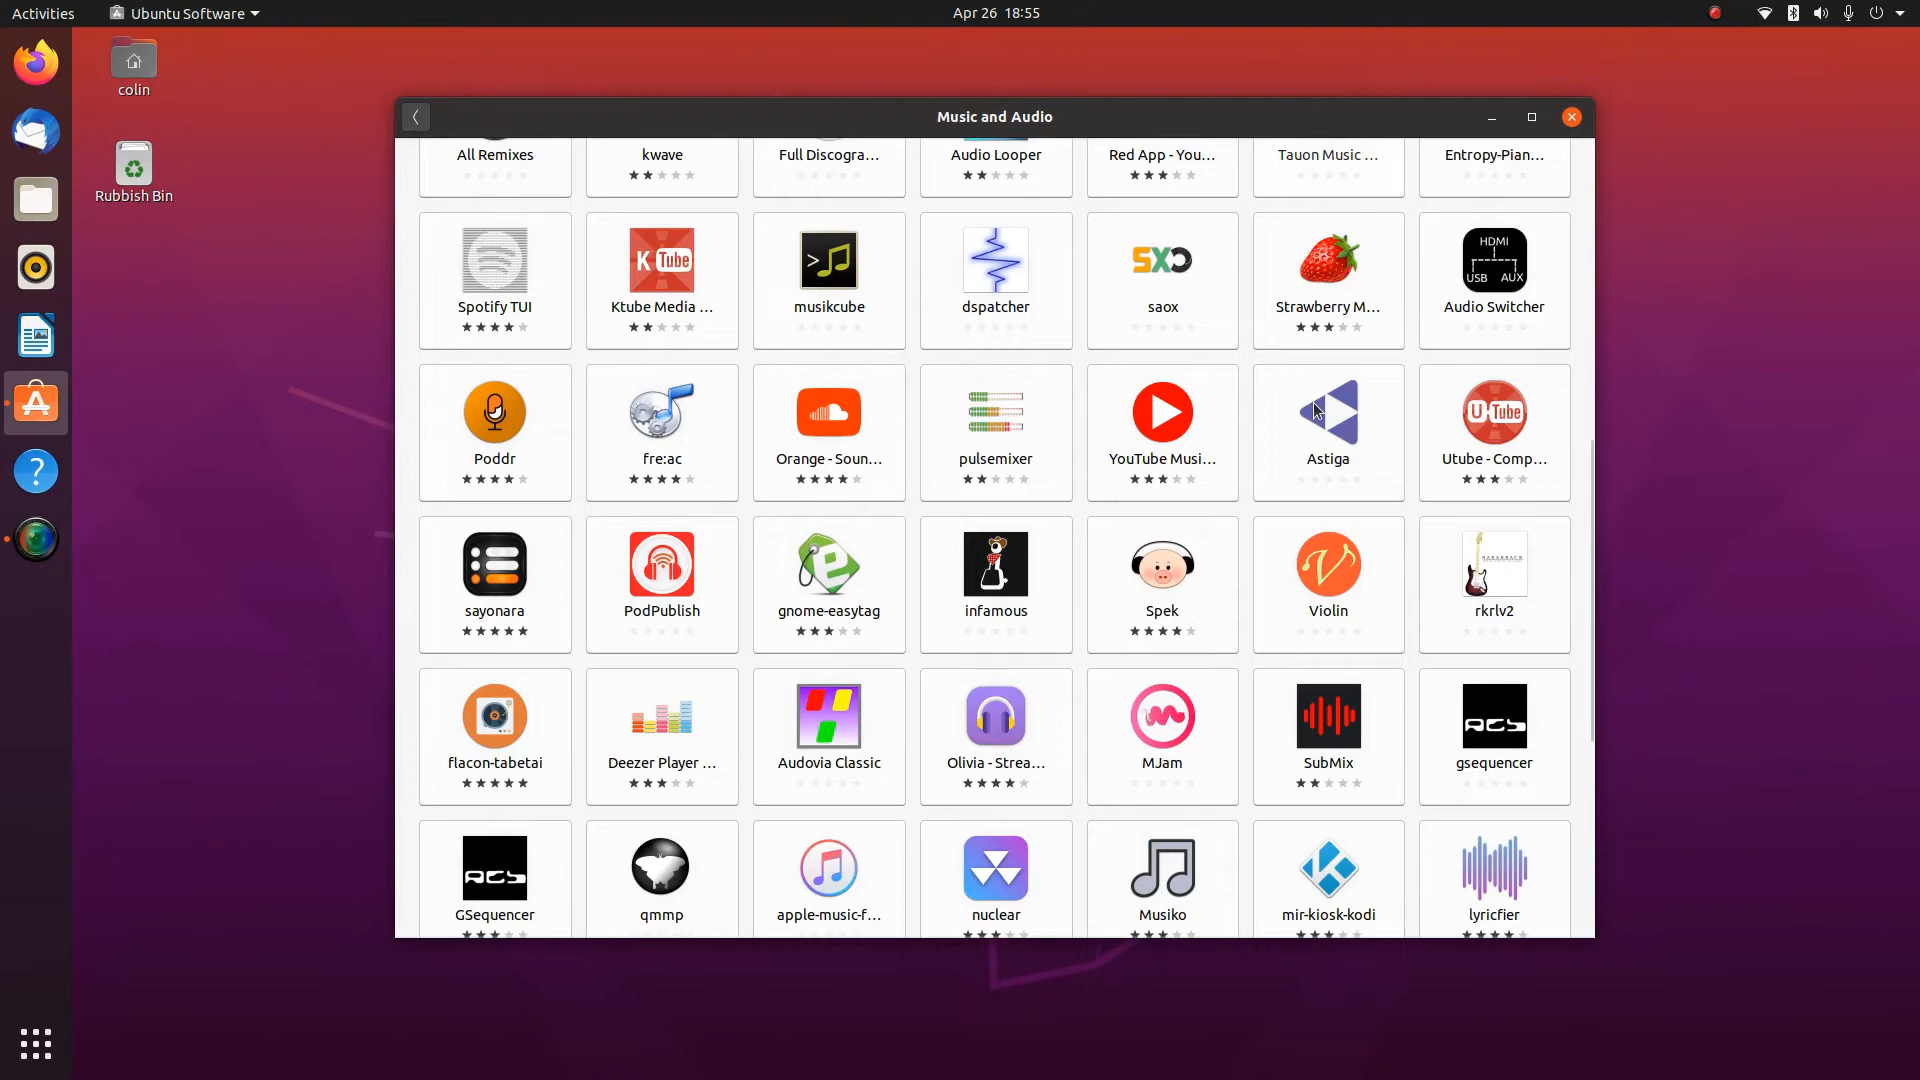 Activities
Ubuntu Software
Apr 26 18:55
colin
Rubbish Bin
Music and Audio
All Remixes
kwave
Full Discogra...
Audio Looper
Red App - You...
Tauon Music ...
Entropy-Pian...
Spotify TUI
K Tube
Ktube Media ...
musikcube
dspatcher
SXC
saox
Strawberry M...
HDMI
USB AUX
Audio Switcher
Poddr
fre:ac
Orange - Soun...
pulsemixer
YouTube Musi...
Astiga
U Tube
Utube - Comp...
sayonara
PodPublish
gnome-easytag
infamous
Spek
Violin
rkrlv2
flacon-tabetai
Deezer Player ...
Audovia Classic
Olivia - Strea...
MJam
SubMix
gsequencer
GSequencer
qmmp
apple-music-f...
nuclear
Musiko
mir-kiosk-kodi
lyricfier